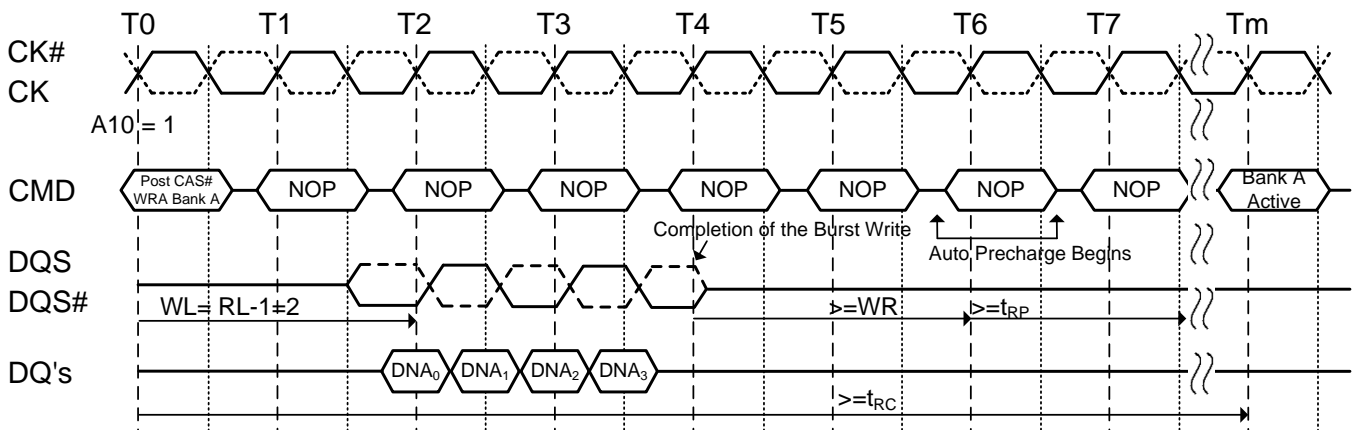 T0 T1 T2 T3 T4 T5 T6 T7 Tm
CK#
CK
A10 = 1
CMD
Post CAS#
WRA Bank A
NOP NOP NOP NOP NOP NOP NOP
Bank A
Active
Completion of the Burst Write
Auto Precharge Begins
DQS
DQS#
WL= RL-1=2
>=WR
>=tRP
DQ's
DNA0 DNA1 DNA2 DNA3
>=tRC